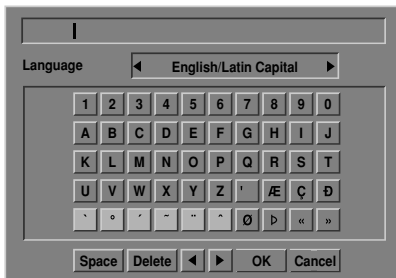 Language ◀ English/Latin Capital ▶
1 2 3 4 5 6 7 8 9 0
A B C D E F G H I J
K L M N O P Q R S T
U V W X Y Z ' Æ Ç Ð
` ° ´ ~ ¨ ^ Ø Þ « »
Space Delete ◀ ▶ OK Cancel